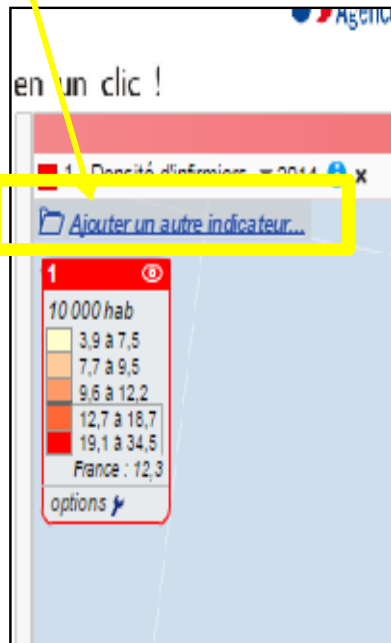 Agenc
en un clic !
1 Densité d'infirmiers 2014 x
Ajouter un autre indicateur...
1
10 000 hab
3,9 à 7,5
7,7 à 9,5
9,6 à 12,2
12,7 à 18,7
19,1 à 34,5
France : 12,3
options